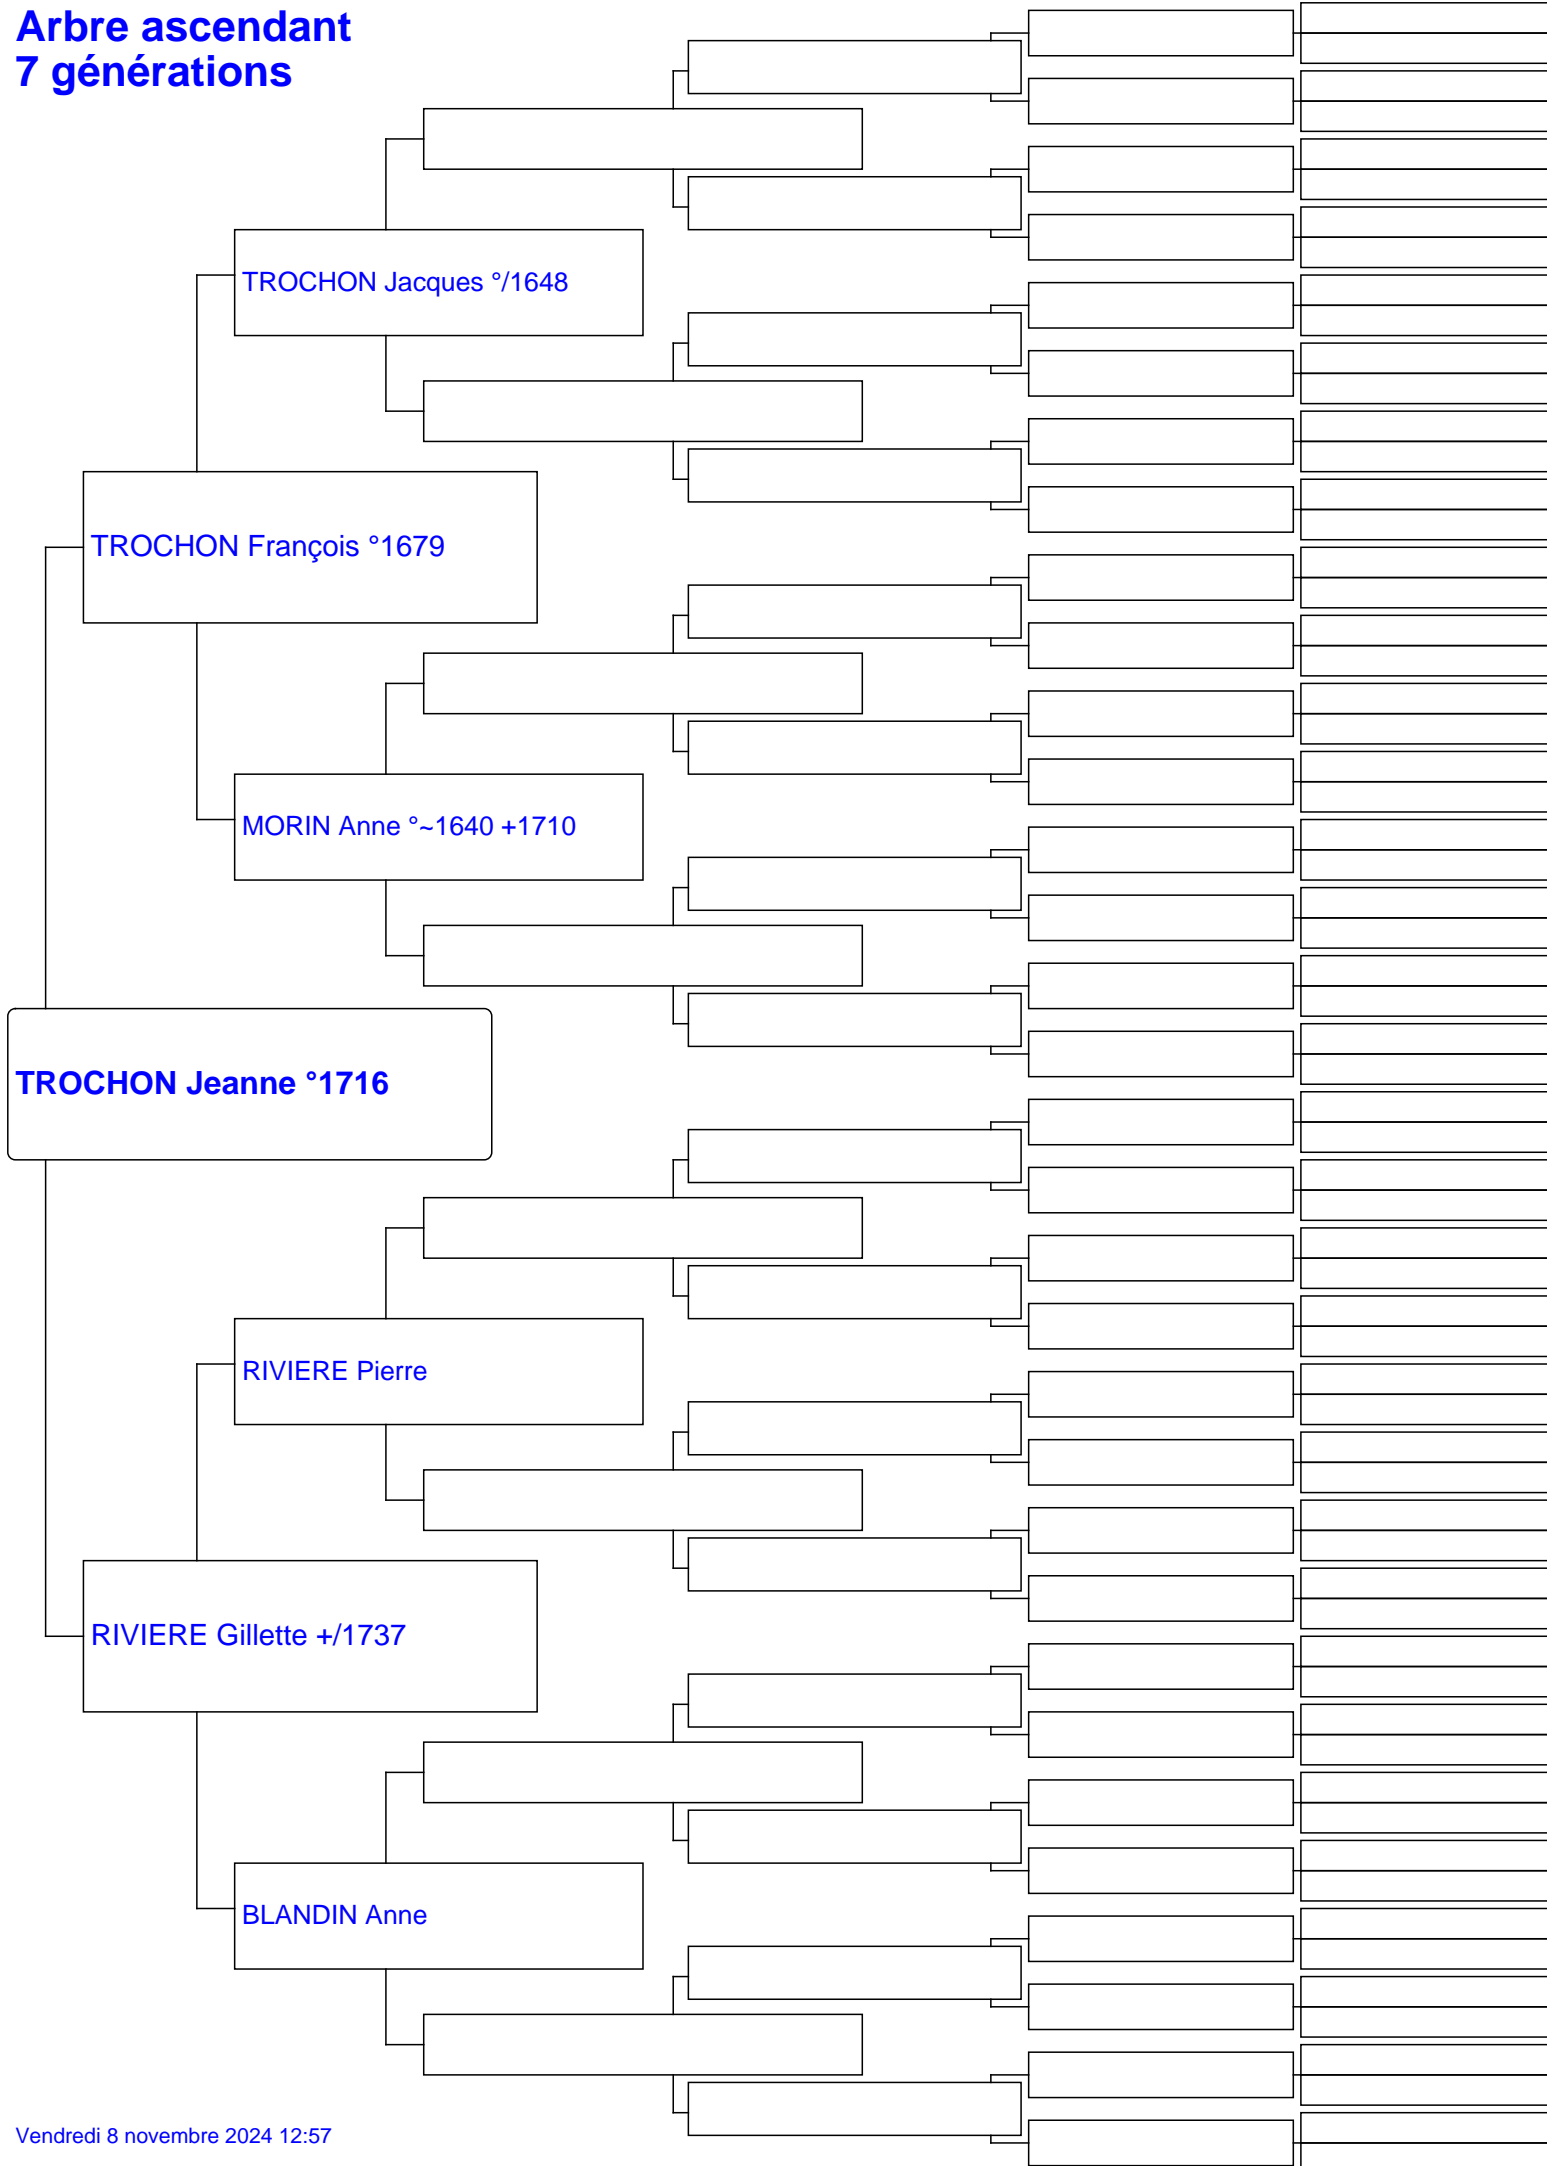 Arbre ascendant
7 générations
TROCHON Jacques °/1648
TROCHON François °1679
MORIN Anne °~1640 +1710
TROCHON Jeanne °1716
RIVIERE Pierre
RIVIERE Gillette +/1737
BLANDIN Anne
Vendredi 8 novembre 2024 12:57